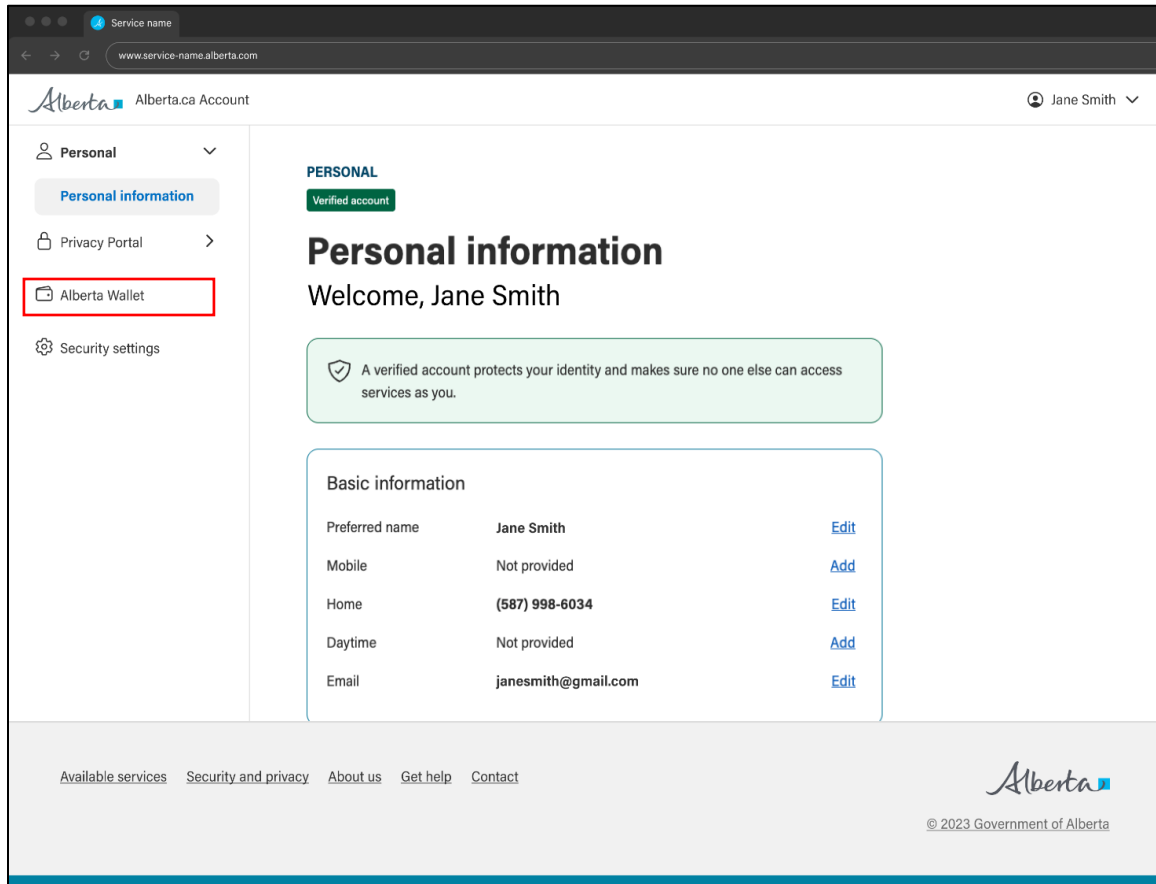 Service name
www.service-name.alberta.com
Alberta Alberta.ca Account
Jane Smith
Personal
Personal information
Privacy Portal
Alberta Wallet
Security settings
PERSONAL
Verified account
Personal information
Welcome, Jane Smith
A verified account protects your identity and makes sure no one else can access
services as you.
Basic information
Preferred name Jane Smith Edit
Mobile Not provided Add
Home (587) 998-6034 Edit
Daytime Not provided Add
Email janesmith@gmail.com Edit
Available services Security and privacy About us Get help Contact
Alberta
© 2023 Government of Alberta